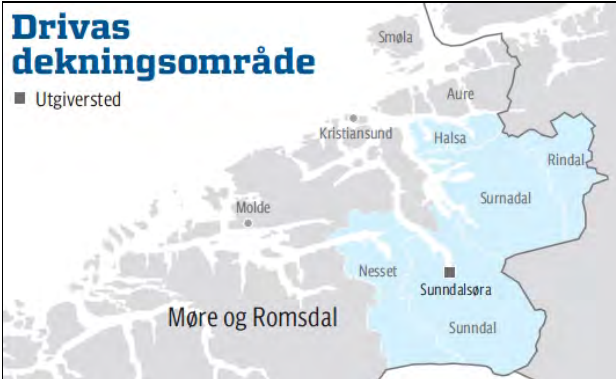 Drivas
dekningsområde
Utgiversted
Smøla
Aure
Kristiansund
Halsa
Rindal
Surnadal
Molde
Nesset
Sunndalsøra
Møre og Romsdal
Sunndal